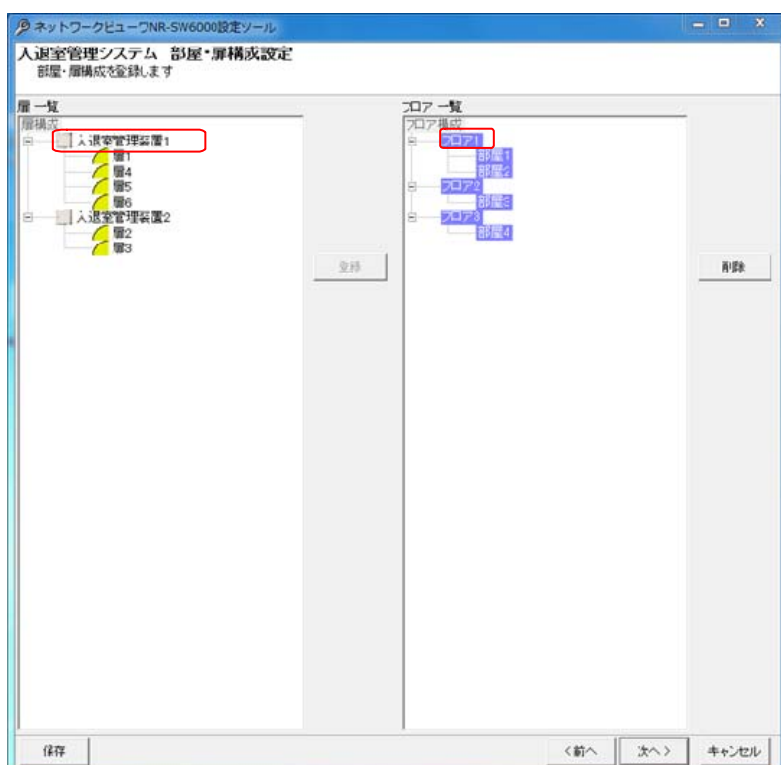 ネットワークビューワNR-SW6000設定ツール
入退室管理システム 部屋・扉構成設定
部屋・扉構成を登録します
扉 一覧
扉構成
入退室管理装置1
扉1
扉4
扉5
扉6
入退室管理装置2
扉2
扉3
登録
フロア 一覧
フロア構成
フロア1
部屋1
部屋2
フロア2
部屋3
フロア3
部屋4
削除
保存
<前へ
次へ>
キャンセル